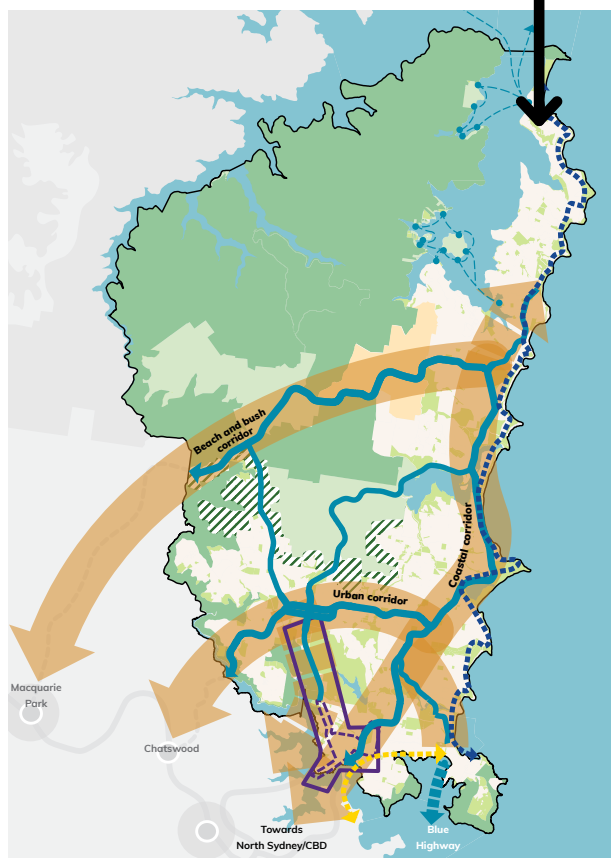 Beach and bush
corridor
Coastal corridor
Urban corridor
Macquarie
Park
Chatswood
Towards
North Sydney/CBD
Blue
Highway